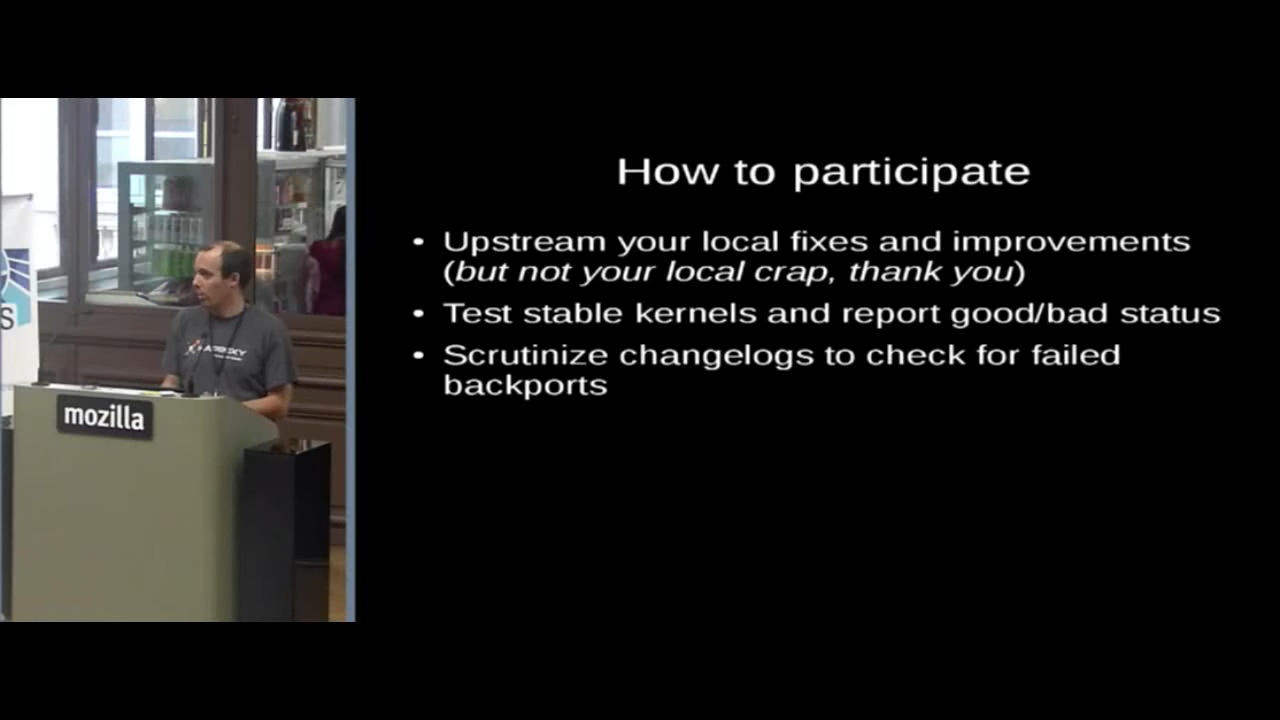 How to participate
• Upstream your local fixes and improvements
(but not your local crap, thank you)
• Test stable kernels and report good/bad status
• Scrutinize changelogs to check for failed
backports
S
mozilla